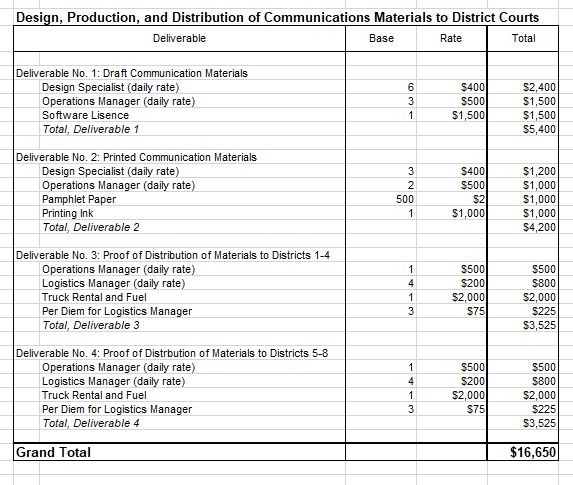 Design, Production, and Distribution of Communications Materials to District Courts
Deliverable Base Rate Total
Deliverable No. 1: Draft Communication Materials
Design Specialist (daily rate) 6 $400 $2,400
Operations Manager (daily rate) 3 $500 $1,500
Software Lisence 1 $1,500 $1,500
Total, Deliverable 1 $5,400
Deliverable No. 2: Printed Communication Materials
Design Specialist (daily rate) 3 $400 $1,200
Operations Manager (daily rate) 2 $500 $1,000
Pamphlet Paper 500 $2 $1,000
Printing Ink 1 $1,000 $1,000
Total, Deliverable 2 $4,200
Deliverable No. 3: Proof of Distribution of Materials to Districts 1-4
Operations Manager (daily rate) 1 $500 $500
Logistics Manager (daily rate) 4 $200 $800
Truck Rental and Fuel 1 $2,000 $2,000
Per Diem for Logistics Manager 3 $75 $225
Total, Deliverable 3 $3,525
Deliverable No. 4: Proof of Distrbution of Materials to Districts 5-8
Operations Manager (daily rate) 1 $500 $500
Logistics Manager (daily rate) 4 $200 $800
Truck Rental and Fuel 1 $2,000 $2,000
Per Diem for Logistics Manager 3 $75 $225
Total, Deliverable 4 $3,525
Grand Total $16,650